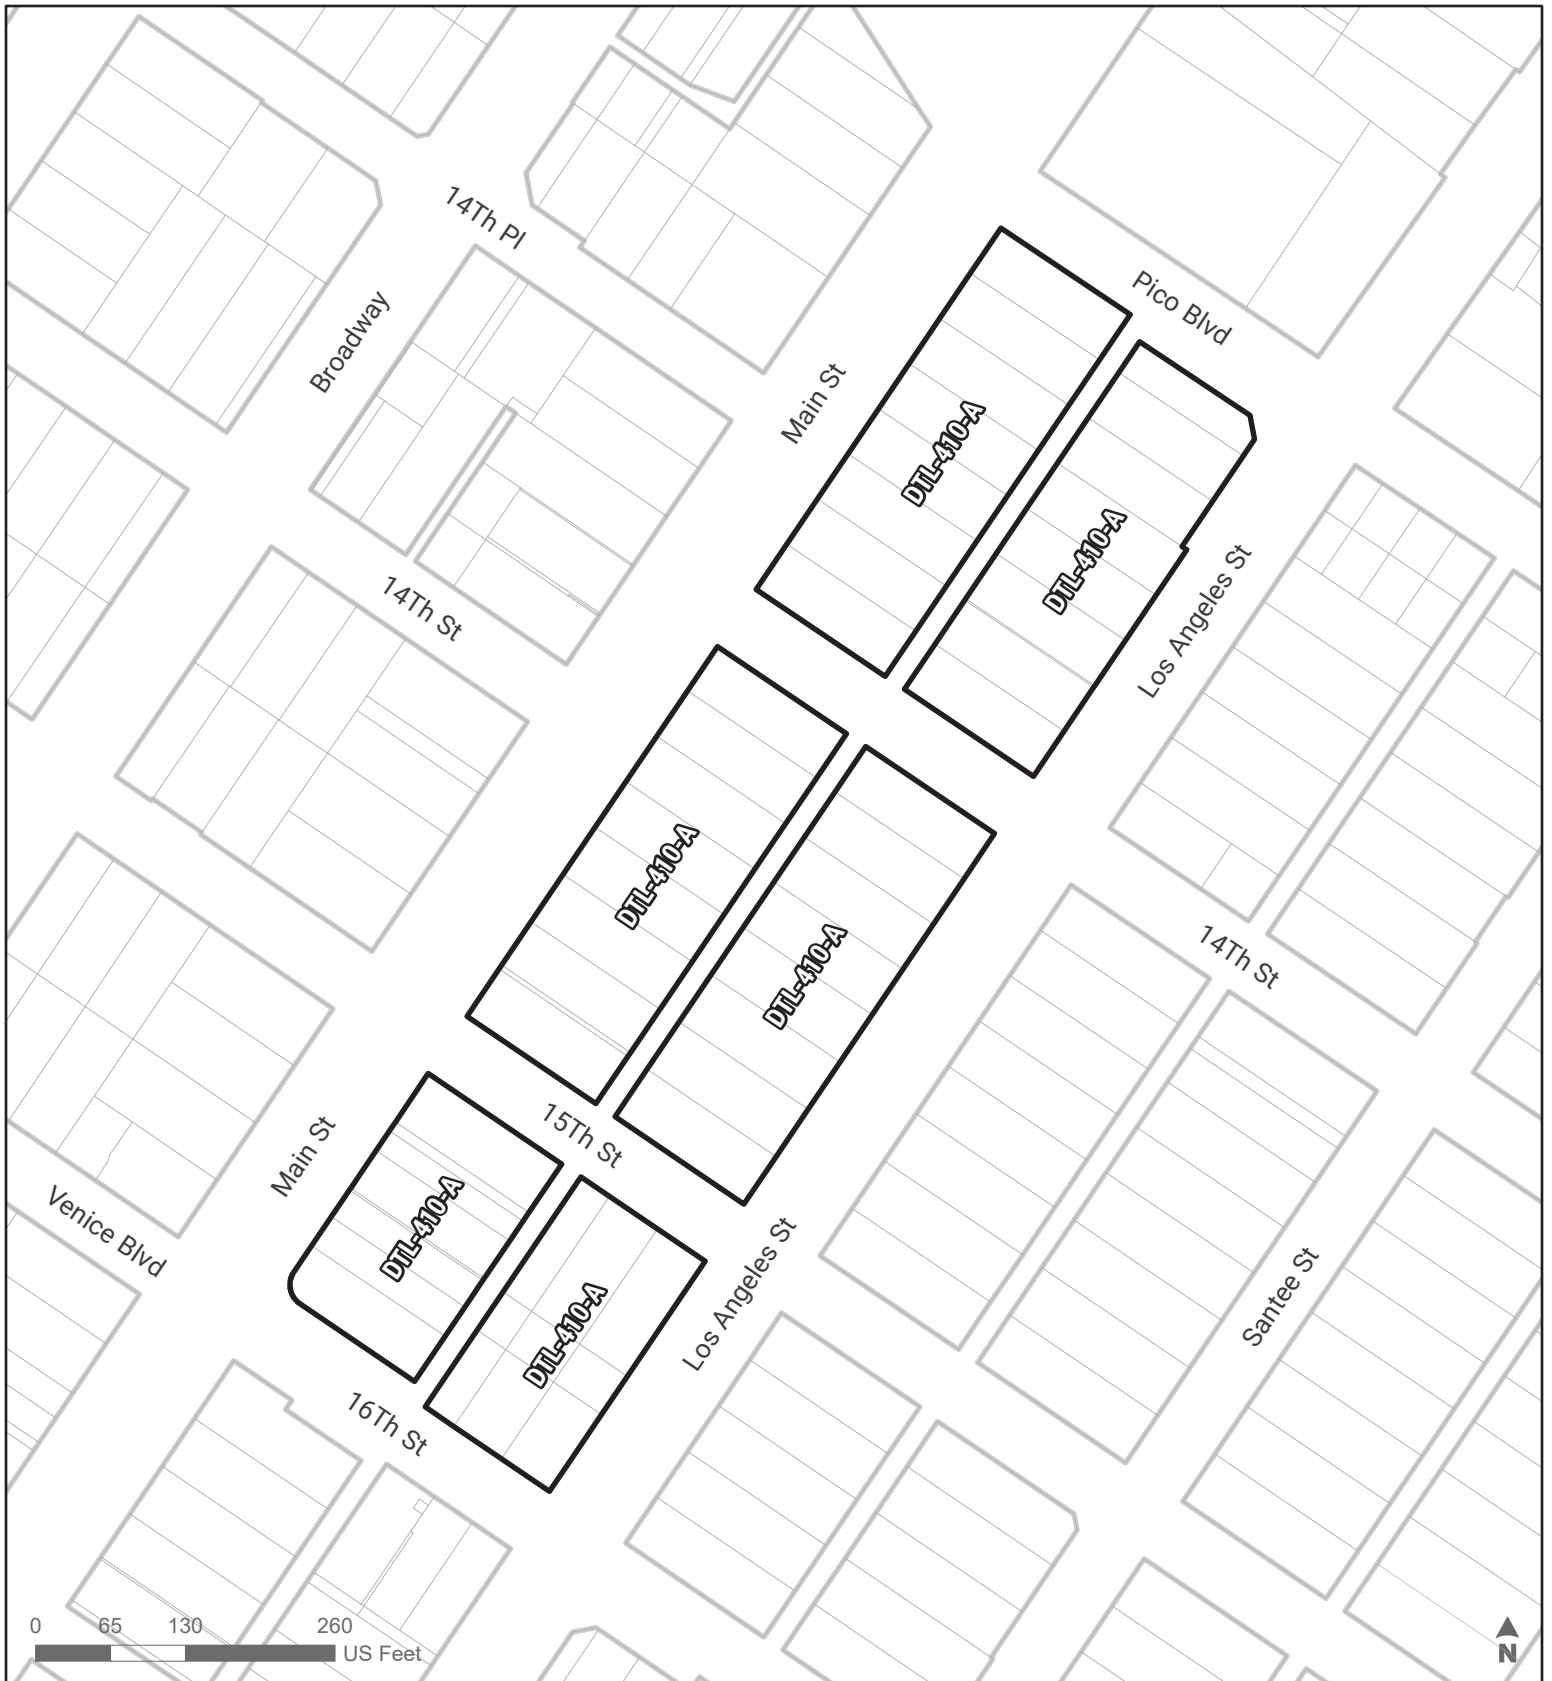 14Th Pl
Pico Blvd
Broadway
Main St
DTL-410-A
DTL-410-A
14Th St
Los Angeles St
DTL-410-A
DTL-410-A
14Th St
15Th St
Main St
DTL-410-A
Venice Blvd
Los Angeles St
Santee St
DTL-410-A
16Th St
0 65 130 260
US Feet
N